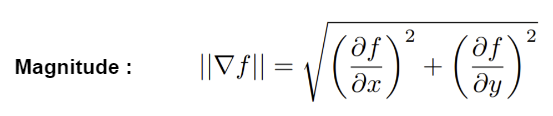 Magnitude : ||∇f|| = √((∂f/∂x)² + (∂f/∂y)²)